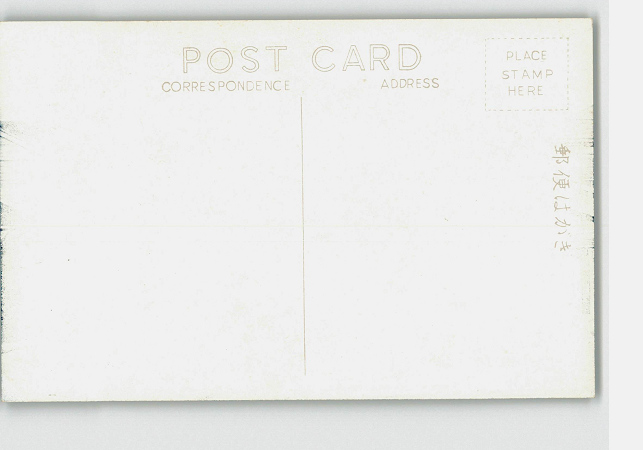 POST CARD
CORRESPONDENCE
ADDRESS
PLACE
STAMP
HERE
郵便はがき